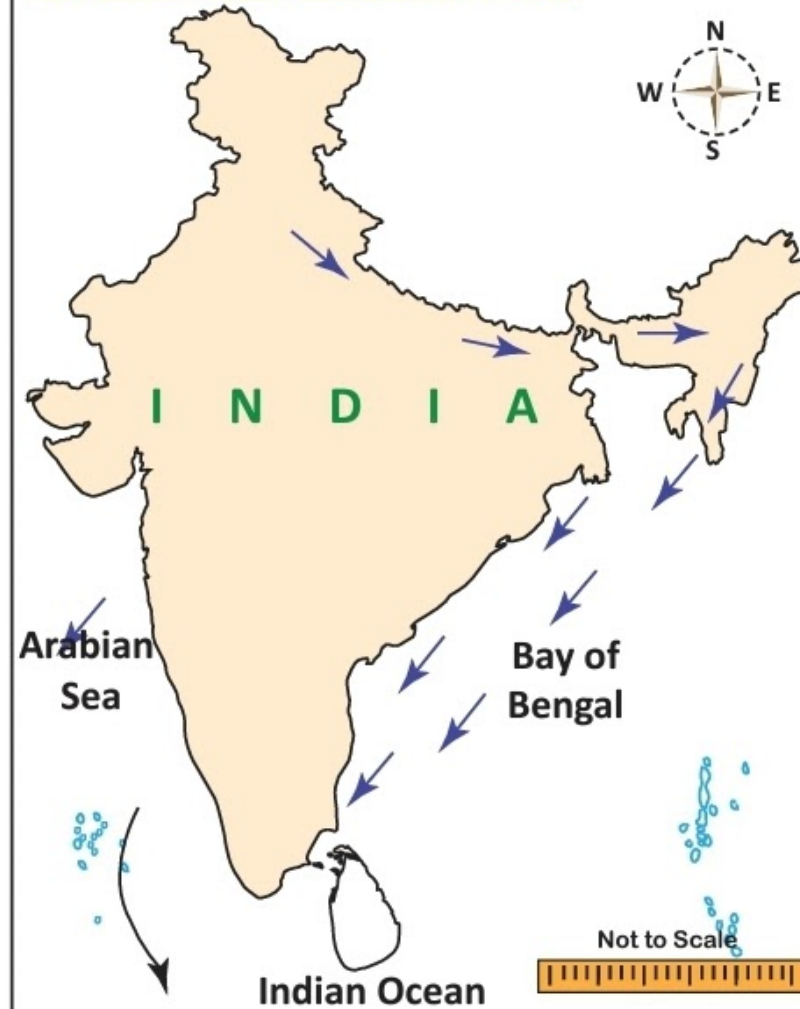 N
W E
S
I N D I A
Arabian
Sea
Bay of
Bengal
Not to Scale
Indian Ocean